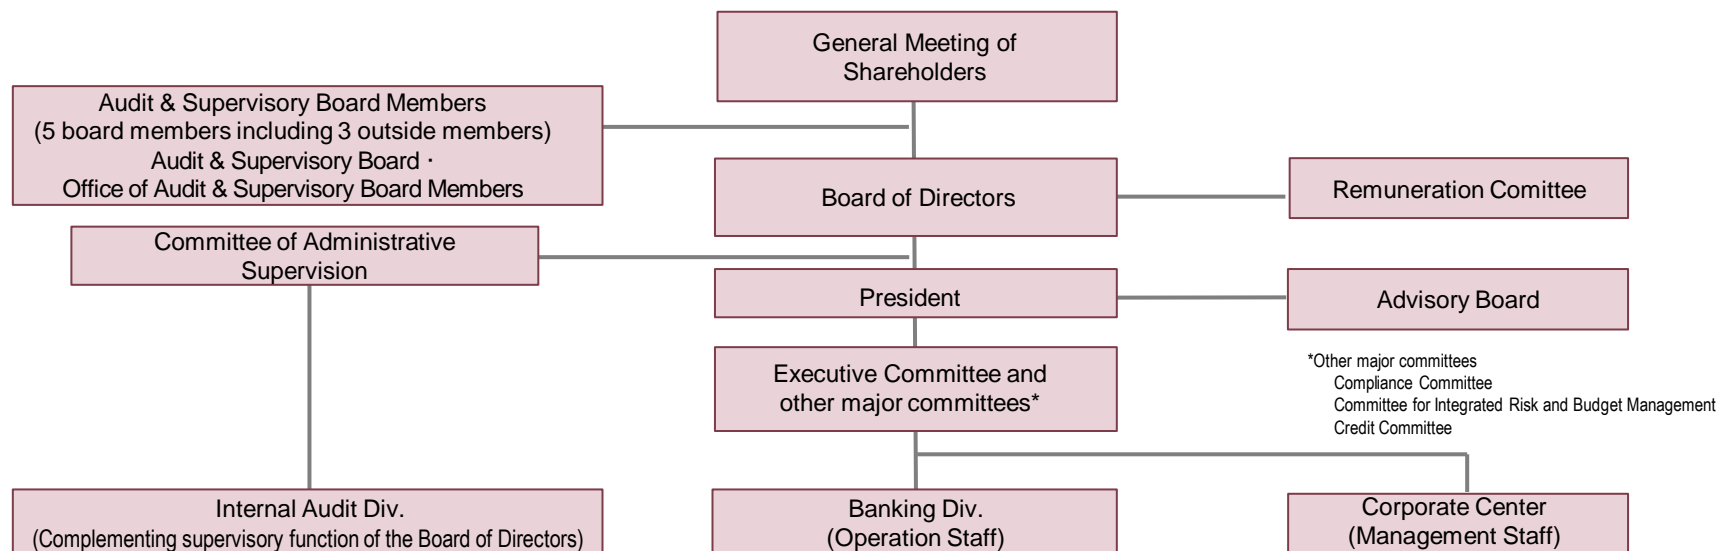 General Meeting of
Shareholders
Audit & Supervisory Board Members
(5 board members including 3 outside members)
Audit & Supervisory Board ·
Office of Audit & Supervisory Board Members
Board of Directors
Remuneration Comittee
Committee of Administrative
Supervision
President
Advisory Board
Executive Committee and
other major committees*
*Other major committees
Compliance Committee
Committee for Integrated Risk and Budget Management
Credit Committee
Internal Audit Div.
(Complementing supervisory function of the Board of Directors)
Banking Div.
(Operation Staff)
Corporate Center
(Management Staff)